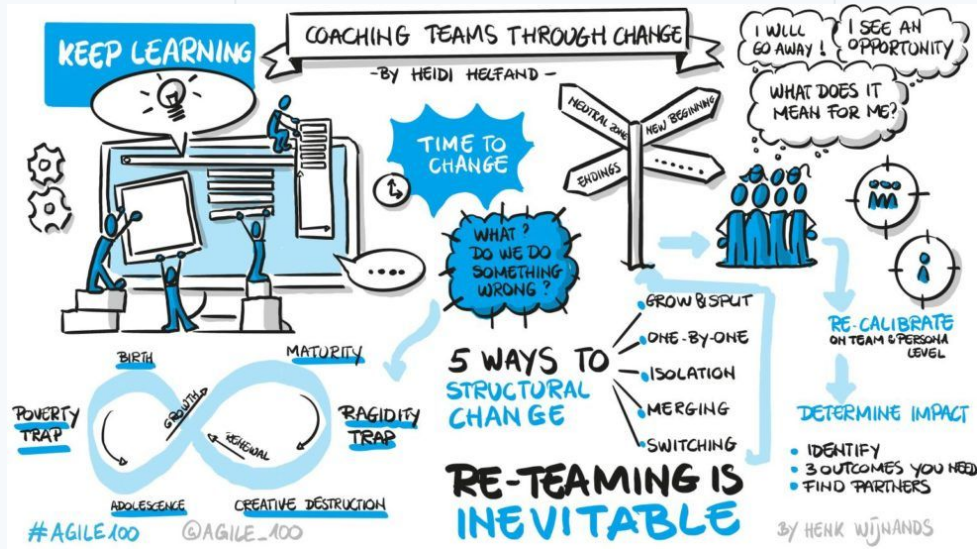 KEEP LEARNING
COACHING TEAMS THROUGH CHANGE
-BY HEIDI HELFAND-
I WILL
GO AWAY!
I SEE AN
OPPORTUNITY
WHAT DOES IT
MEAN FOR ME?
NEUTRAL ZONE
NEW BEGINNING
ENDINGS
.....
TIME TO
CHANGE
WHAT?
DO WE DO
SOMETHING
WRONG?
....
BIRTH
MATURITY
POVERTY
TRAP
GROWTH
RENEWAL
RAGIDITY
TRAP
ADOLESCENCE
CREATIVE DESTRUCTION
5 WAYS TO
STRUCTURAL
CHANGE
GROW & SPLIT
ONE-BY-ONE
ISOLATION
MERGING
SWITCHING
RE-TEAMING IS
INEVITABLE
RE-CALIBRATE
ON TEAM & PERSONA
LEVEL
DETERMINE IMPACT
• IDENTIFY
• 3 OUTCOMES YOU NEED
• FIND PARTNERS
#AGILE100
@AGILE_100
BY HENK WIJNANDS